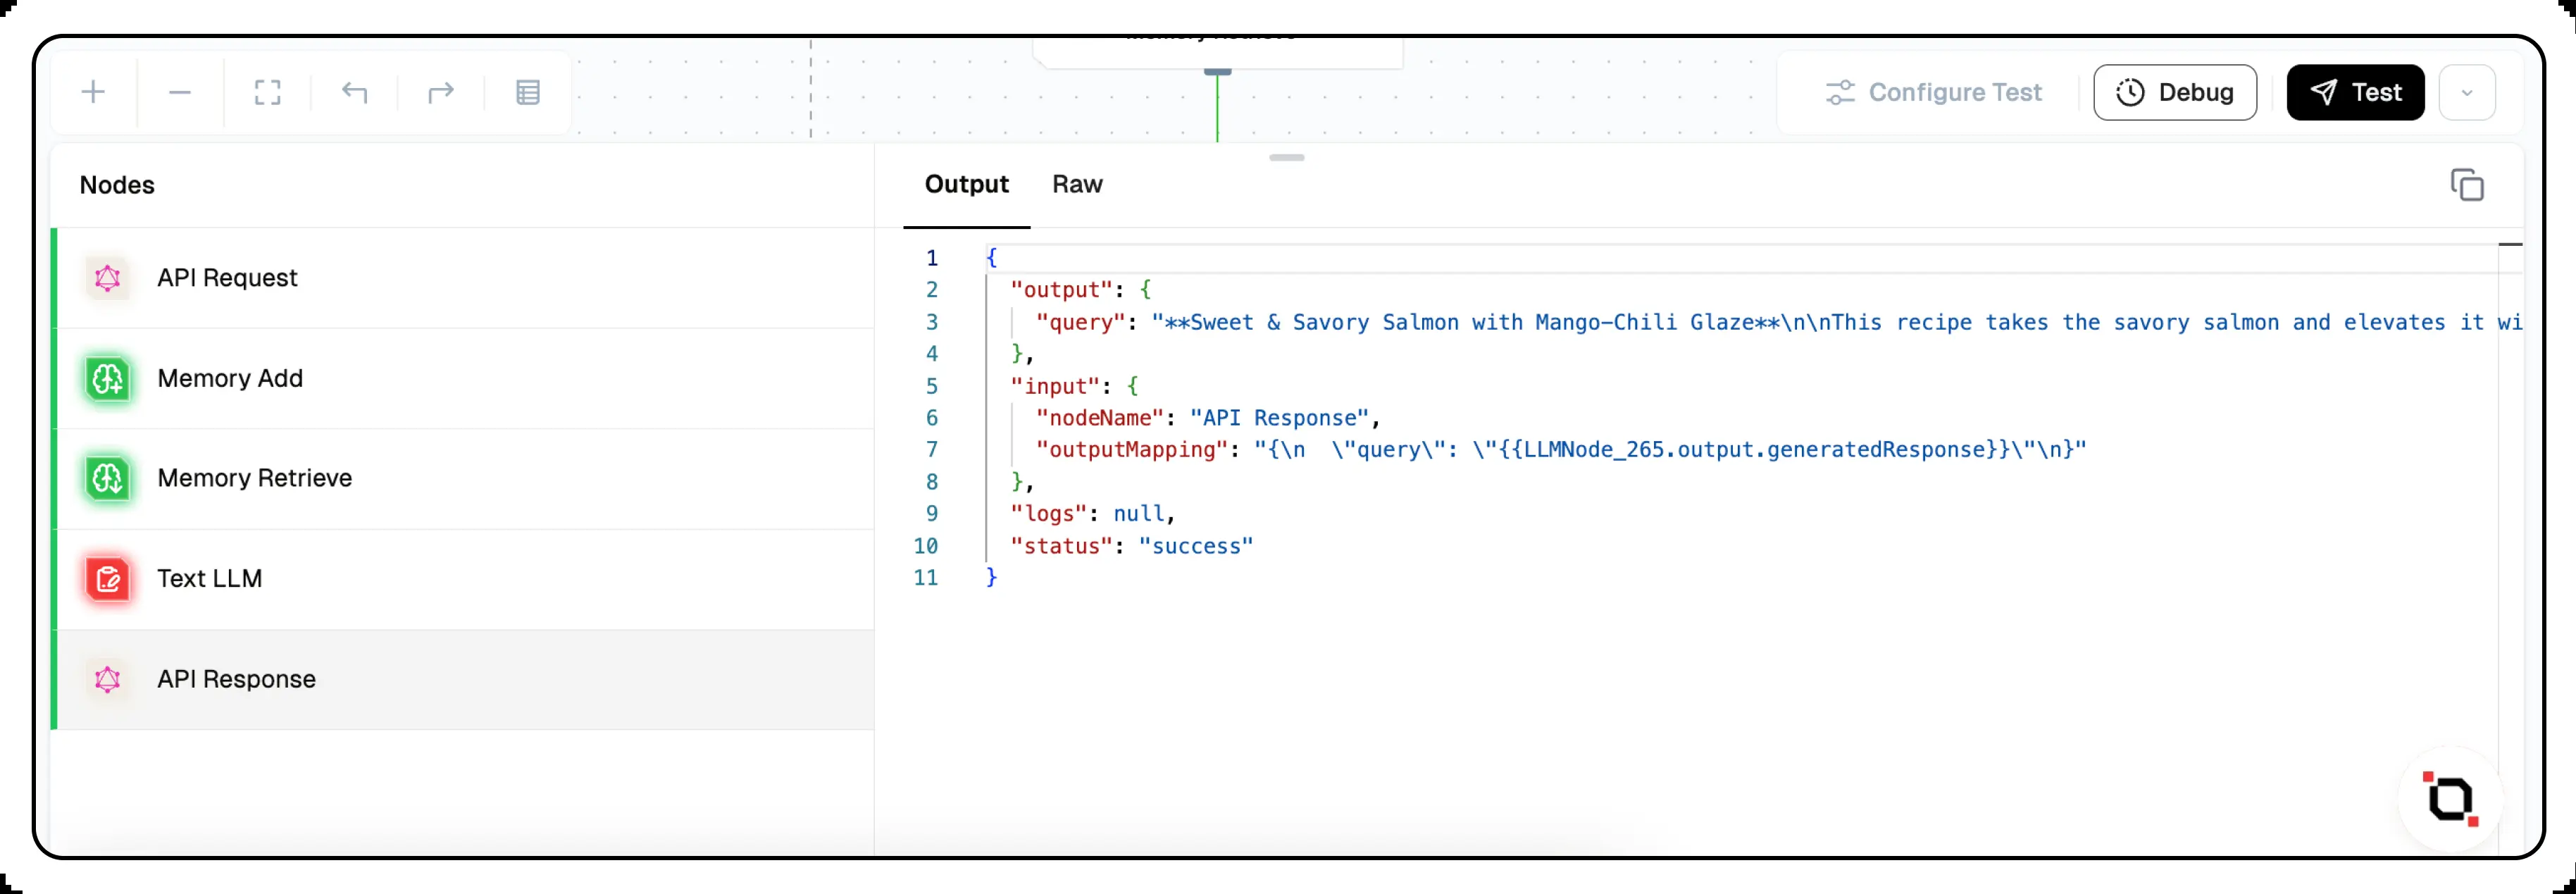 Memory Retrieve
Configure Test
Debug
Test
Nodes
API Request
Memory Add
Memory Retrieve
Text LLM
API Response
Output Raw
1 {
2 "output": {
3 "query": "**Sweet & Savory Salmon with Mango-Chili Glaze**\n\nThis recipe takes the savory salmon and elevates it wi
4 },
5 "input": {
6 "nodeName": "API Response",
7 "outputMapping": "{\n  \"query\": \"{{LLMNode_265.output.generatedResponse}}\"\n}"
8 },
9 "logs": null,
10 "status": "success"
11 }